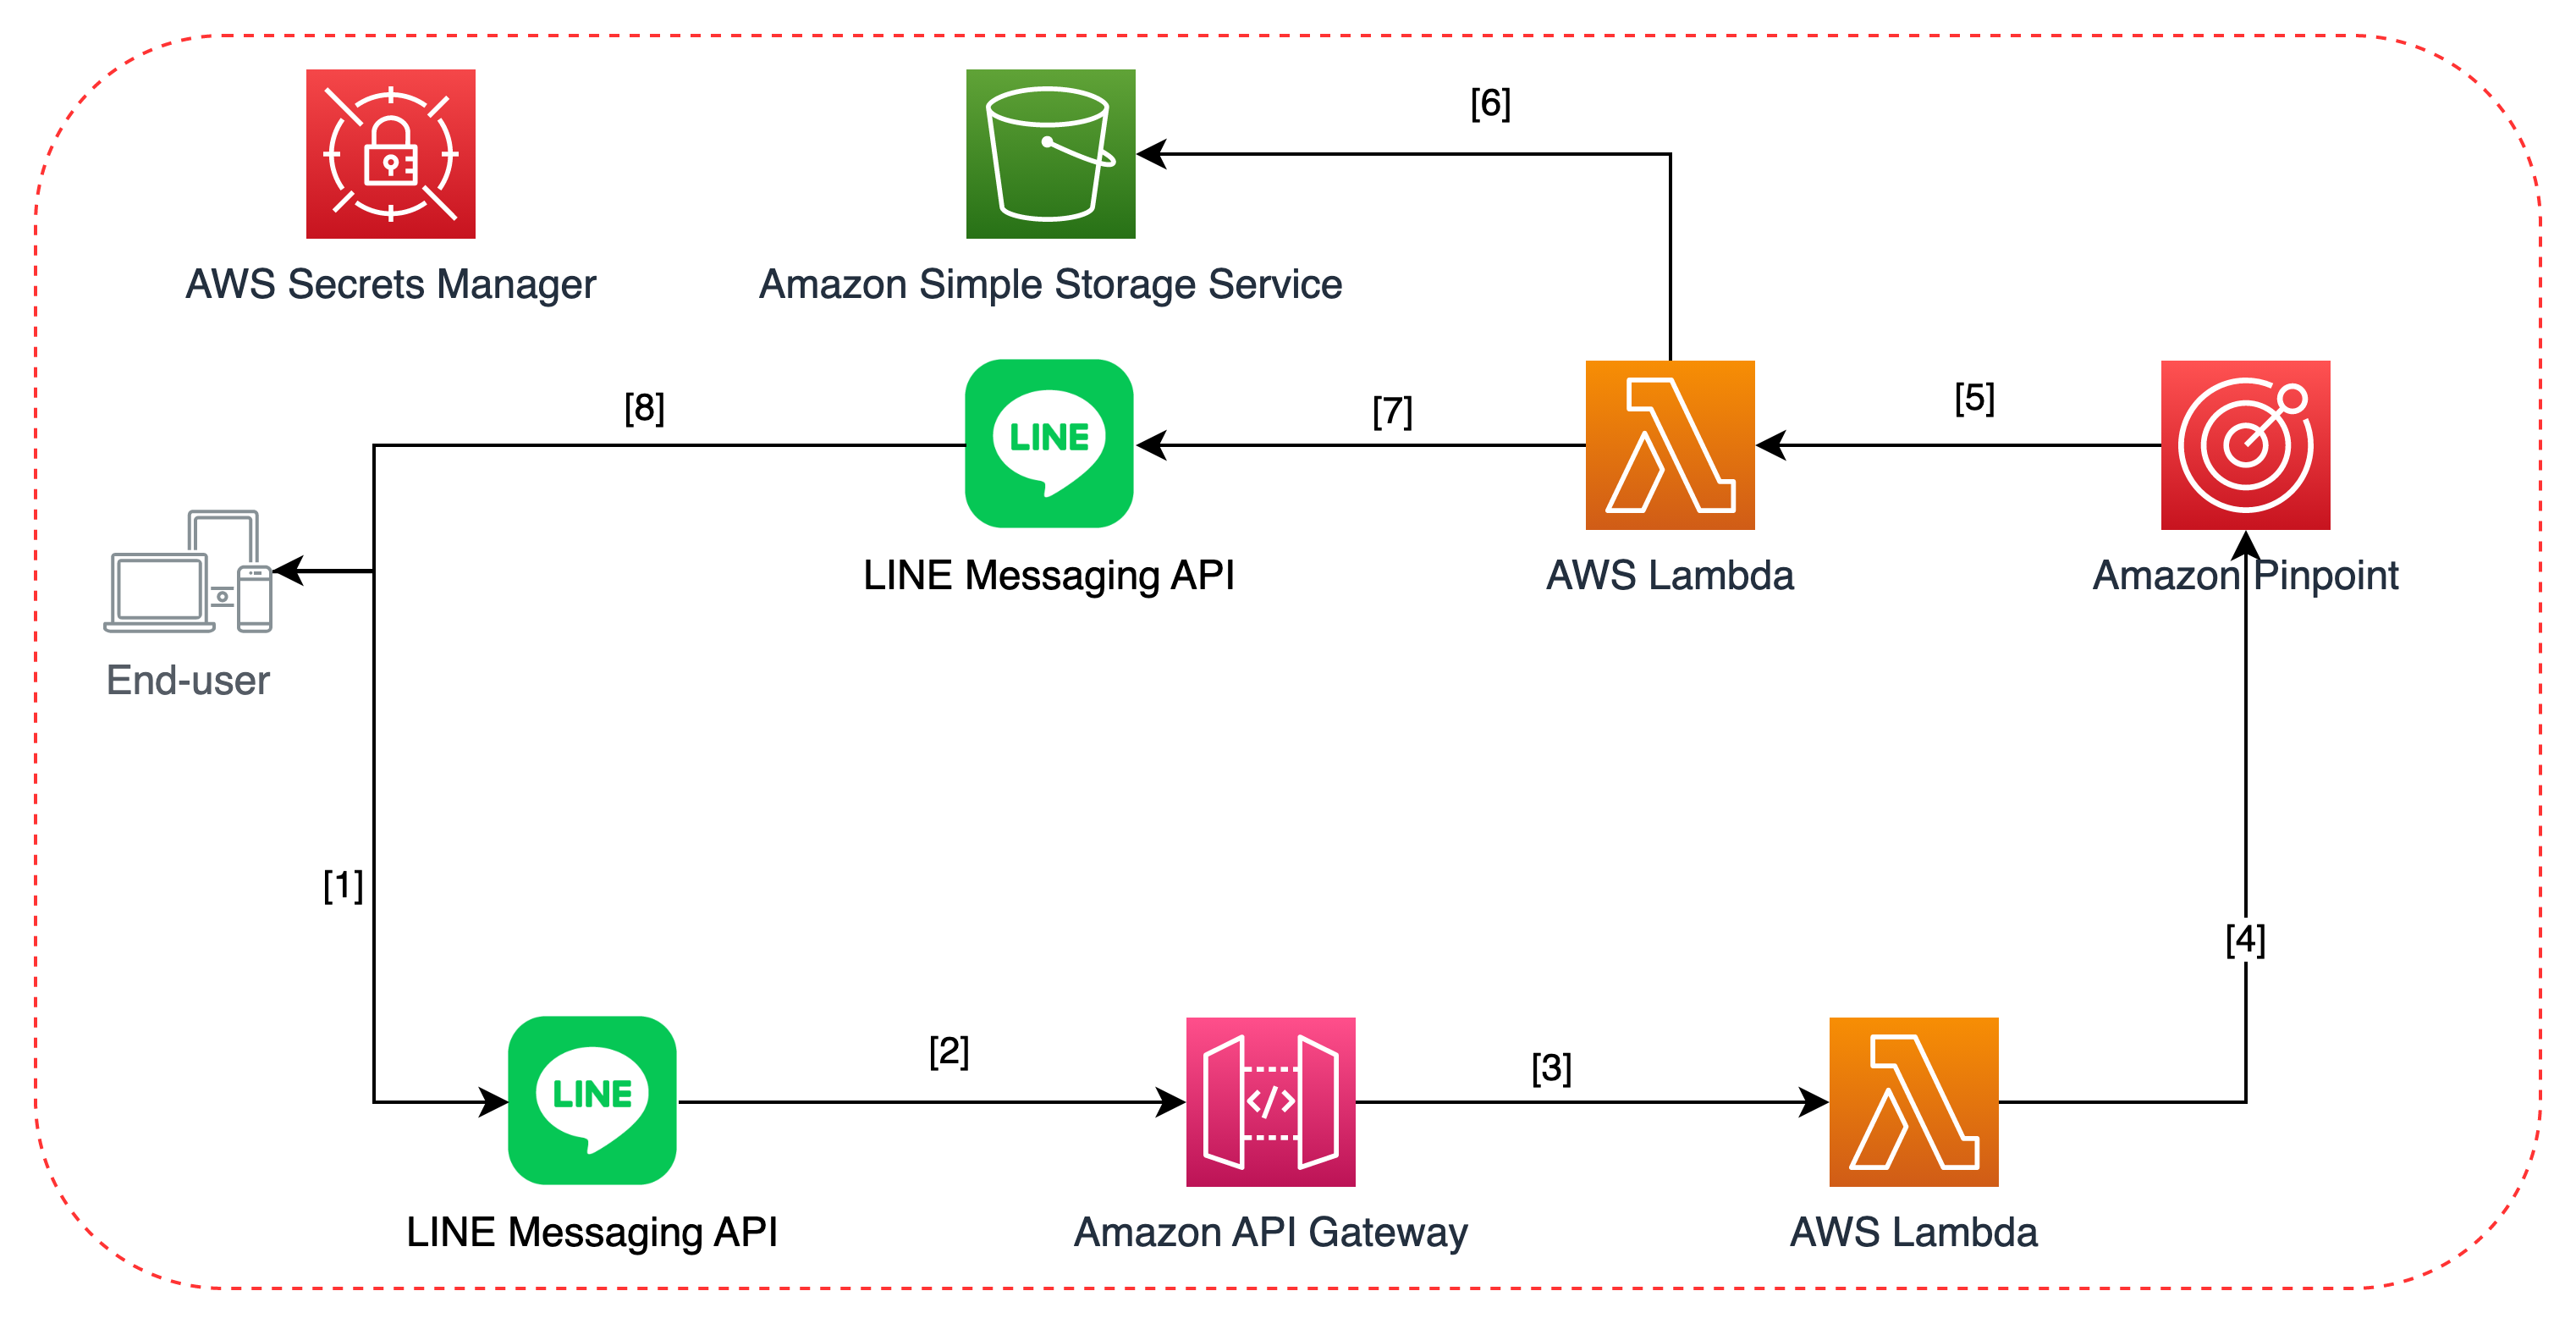 [6]
AWS Secrets Manager
Amazon Simple Storage Service
[8]
LINE
[7]
[5]
LINE Messaging API
AWS Lambda
Amazon Pinpoint
End-user
[1]
[4]
LINE
[2]
</>
[3]
LINE Messaging API
Amazon API Gateway
AWS Lambda